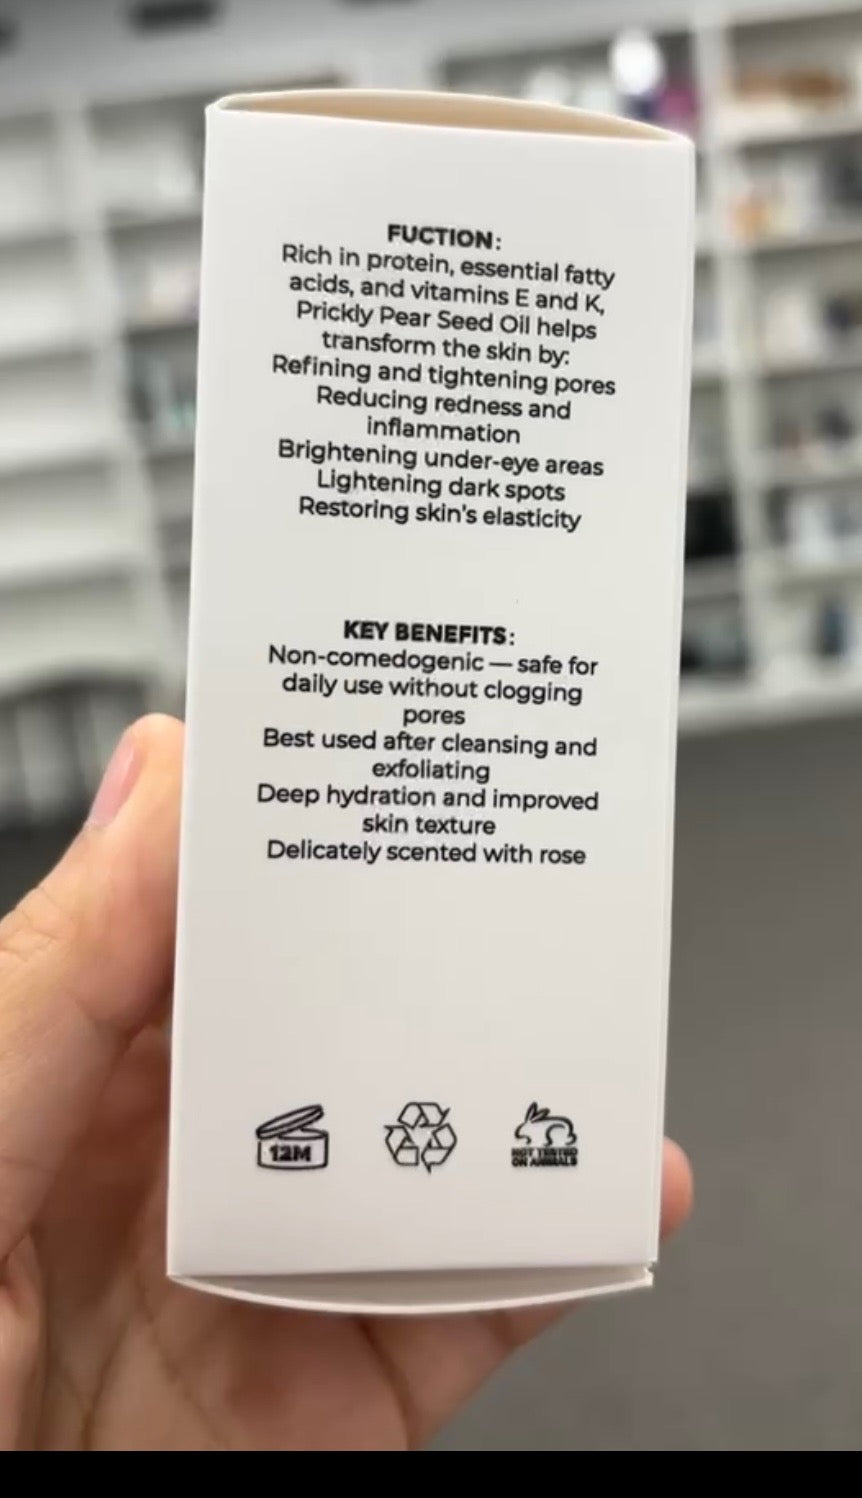 FUCTION:
Rich in protein, essential fatty
acids, and vitamins E and K,
Prickly Pear Seed Oil helps
transform the skin by:
Refining and tightening pores
Reducing redness and
inflammation
Brightening under-eye areas
Lightening dark spots
Restoring skin's elasticity
KEY BENEFITS:
Non-comedogenic — safe for
daily use without clogging
pores
Best used after cleansing and
exfoliating
Deep hydration and improved
skin texture
Delicately scented with rose
12M
NOT TESTED
ON ANIMALS